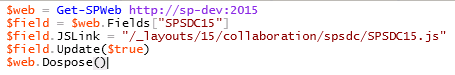 $web = Get-SPWeb http://sp-dev:2015
$field = $web.Fields["SPSDC15"]
$field.JSLink = "/_layouts/15/collaboration/spsdc/SPSDC15.js"
$field.Update($true)
$web.Dospose()